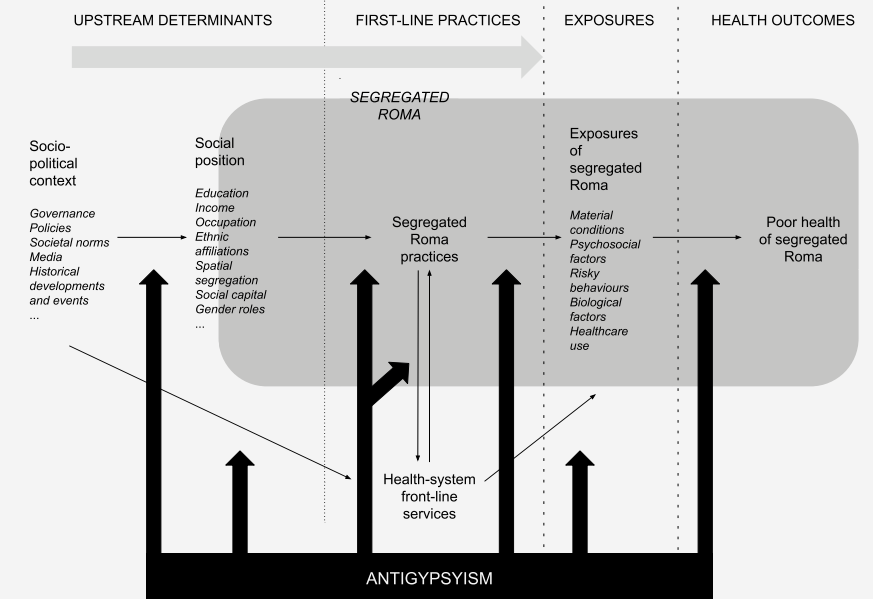 UPSTREAM DETERMINANTS
FIRST-LINE PRACTICES
EXPOSURES
HEALTH OUTCOMES
SEGREGATED
ROMA
Socio-
political
context
Governance
Policies
Societal norms
Media
Historical
developments
and events
...
Social
position
Education
Income
Occupation
Ethnic
affiliations
Spatial
segregation
Social capital
Gender roles
...
Segregated
Roma
practices
Exposures
of
segregated
Roma
Material
conditions
Psychosocial
factors
Risky
behaviours
Biological
factors
Healthcare
use
Poor health
of segregated
Roma
Health-system
front-line
services
ANTIGYPSYISM